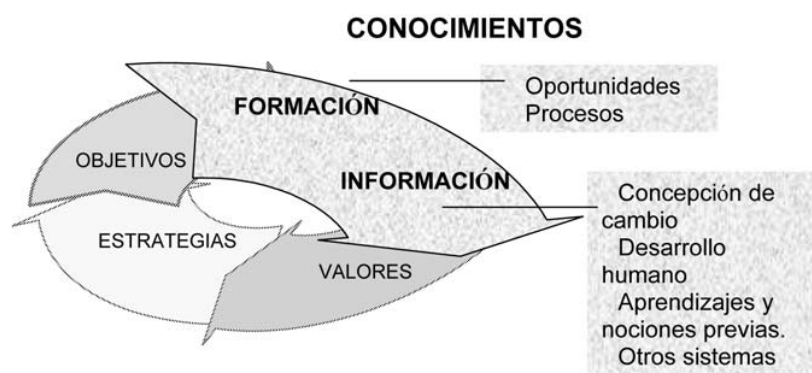 CONOCIMIENTOS
FORMACIÓN
Oportunidades
Procesos
OBJETIVOS
INFORMACIÓN
Concepción de
cambio
Desarrollo
humano
Aprendizajes y
nociones previas.
Otros sistemas
ESTRATEGIAS
VALORES